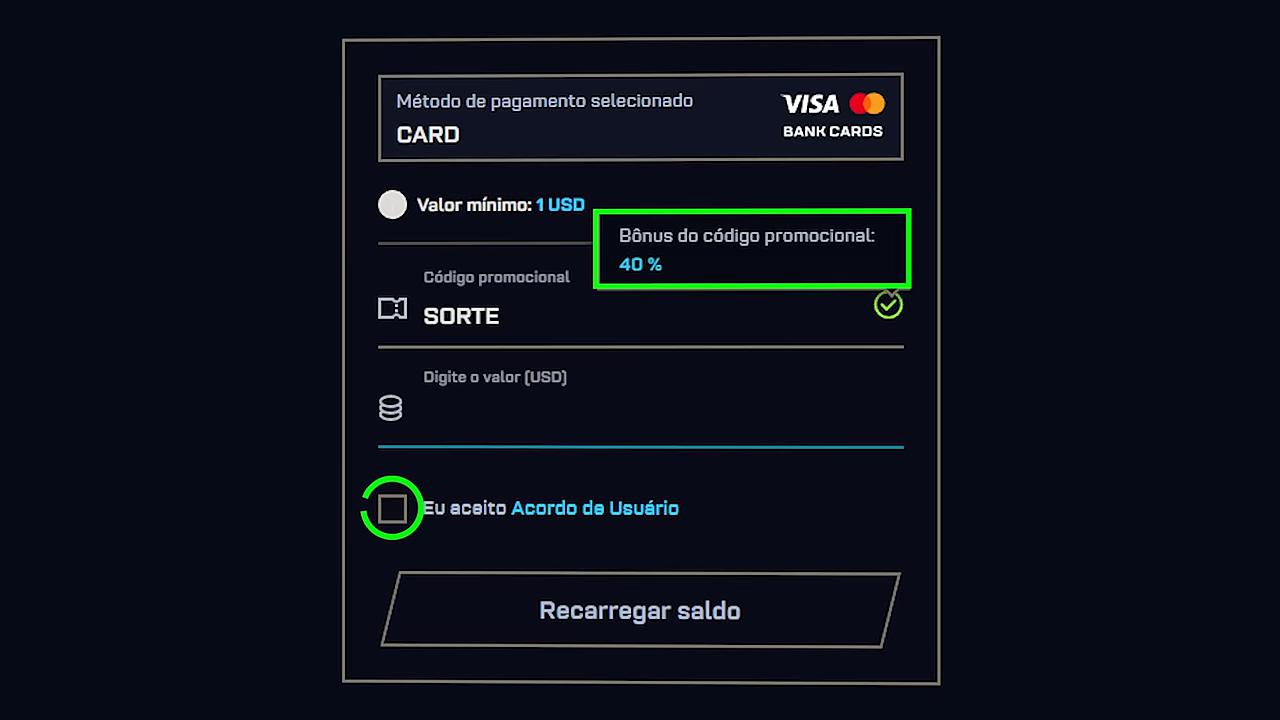 Método de pagamento selecionado
CARD
VISA
BANK CARDS
Valor mínimo: 1 USD
Bônus do código promocional:
40 %
Código promocional
SORTE
Digite o valor (USD)
Eu aceito Acordo de Usuário
Recarregar saldo